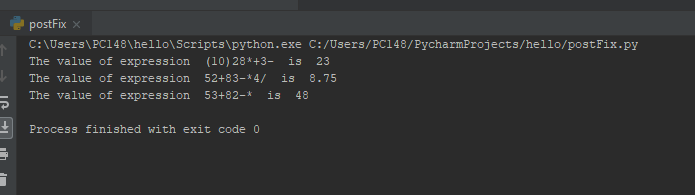 postFix
C:\Users\PC148\hello\Scripts\python.exe C:/Users/PC148/PycharmProjects/hello/postFix.py
The value of expression  (10)28*+3-  is  23
The value of expression  52+83-*4/  is  8.75
The value of expression  53+82-*  is  48
Process finished with exit code 0